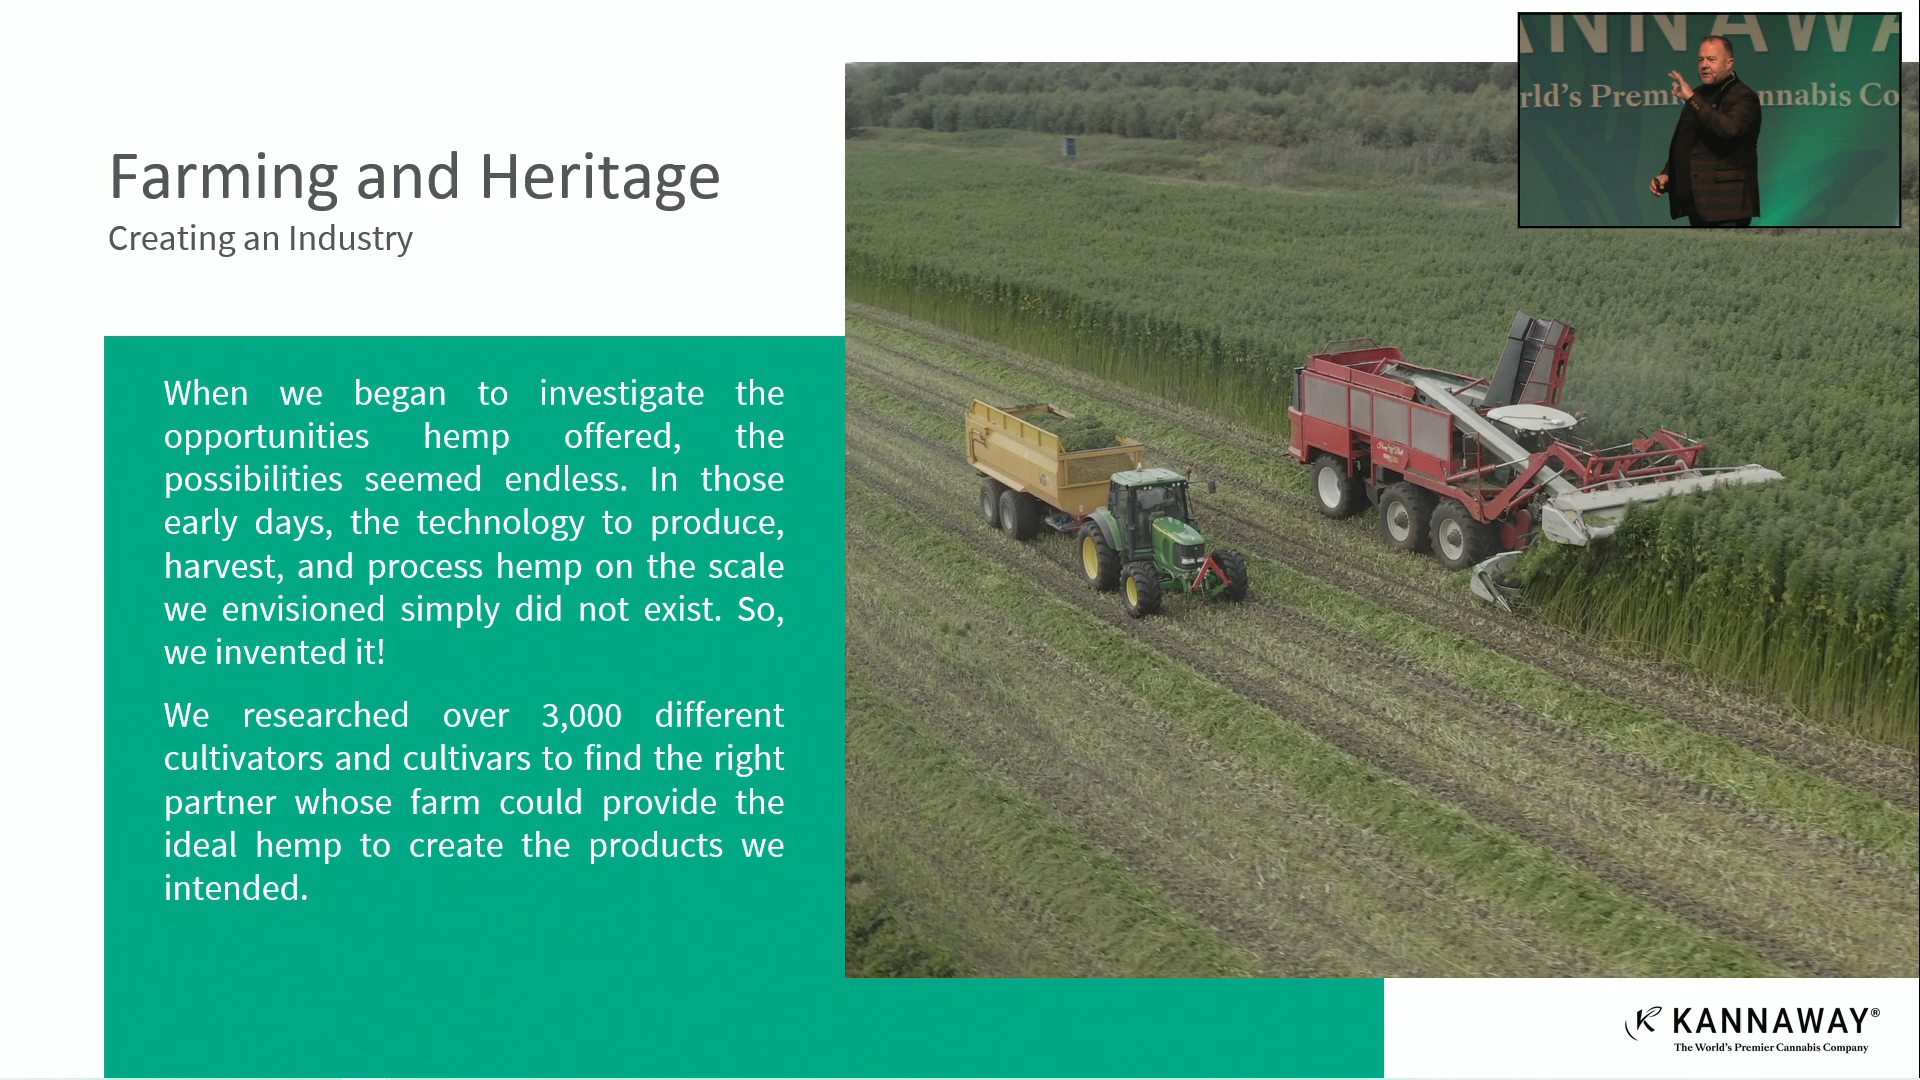 ANNAWA
rld's Premi nnabis Co
Farming and Heritage
Creating an Industry
When we began to investigate the
opportunities hemp offered, the
possibilities seemed endless. In those
early days, the technology to produce,
harvest, and process hemp on the scale
we envisioned simply did not exist. So,
we invented it!
We researched over 3,000 different
cultivators and cultivars to find the right
partner whose farm could provide the
ideal hemp to create the products we
intended.
KANNAWAY®
The World's Premier Cannabis Company